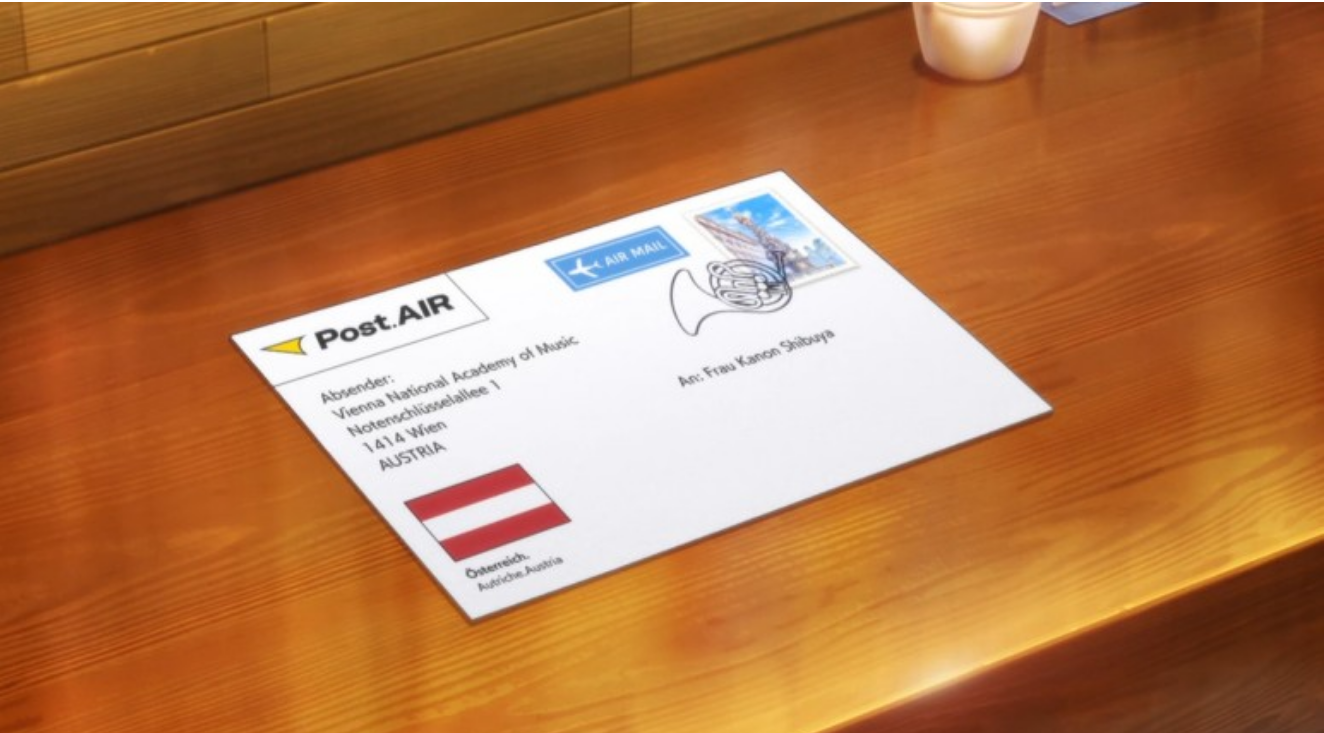 Post.AIR
AIR MAIL
Absender:
Vienna National Academy of Music
Notenschlüsselallee 1
1414 Wien
AUSTRIA
An: Frau Kanon Shibuya
Österreich.
Autriche.Austria